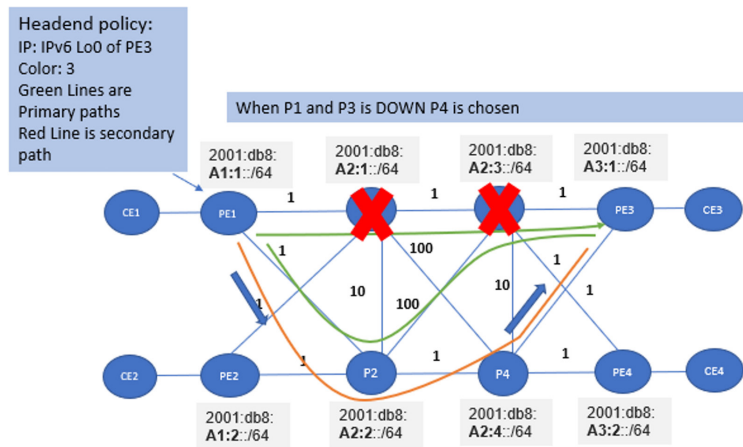 Headend policy:
IP: IPv6 Lo0 of PE3
Color: 3
Green Lines are
Primary paths
Red Line is secondary
path
When P1 and P3 is DOWN P4 is chosen
2001:db8:
A1:1::/64
2001:db8:
A2:1::/64
2001:db8:
A2:3::/64
2001:db8:
A3:1::/64
CE1
PE1
1
1
1
PE3
CE3
1
100
1
1
10
100
10
1
CE2
PE2
1
P2
1
P4
1
PE4
CE4
2001:db8:
A1:2::/64
2001:db8:
A2:2::/64
2001:db8:
A2:4::/64
2001:db8:
A3:2::/64